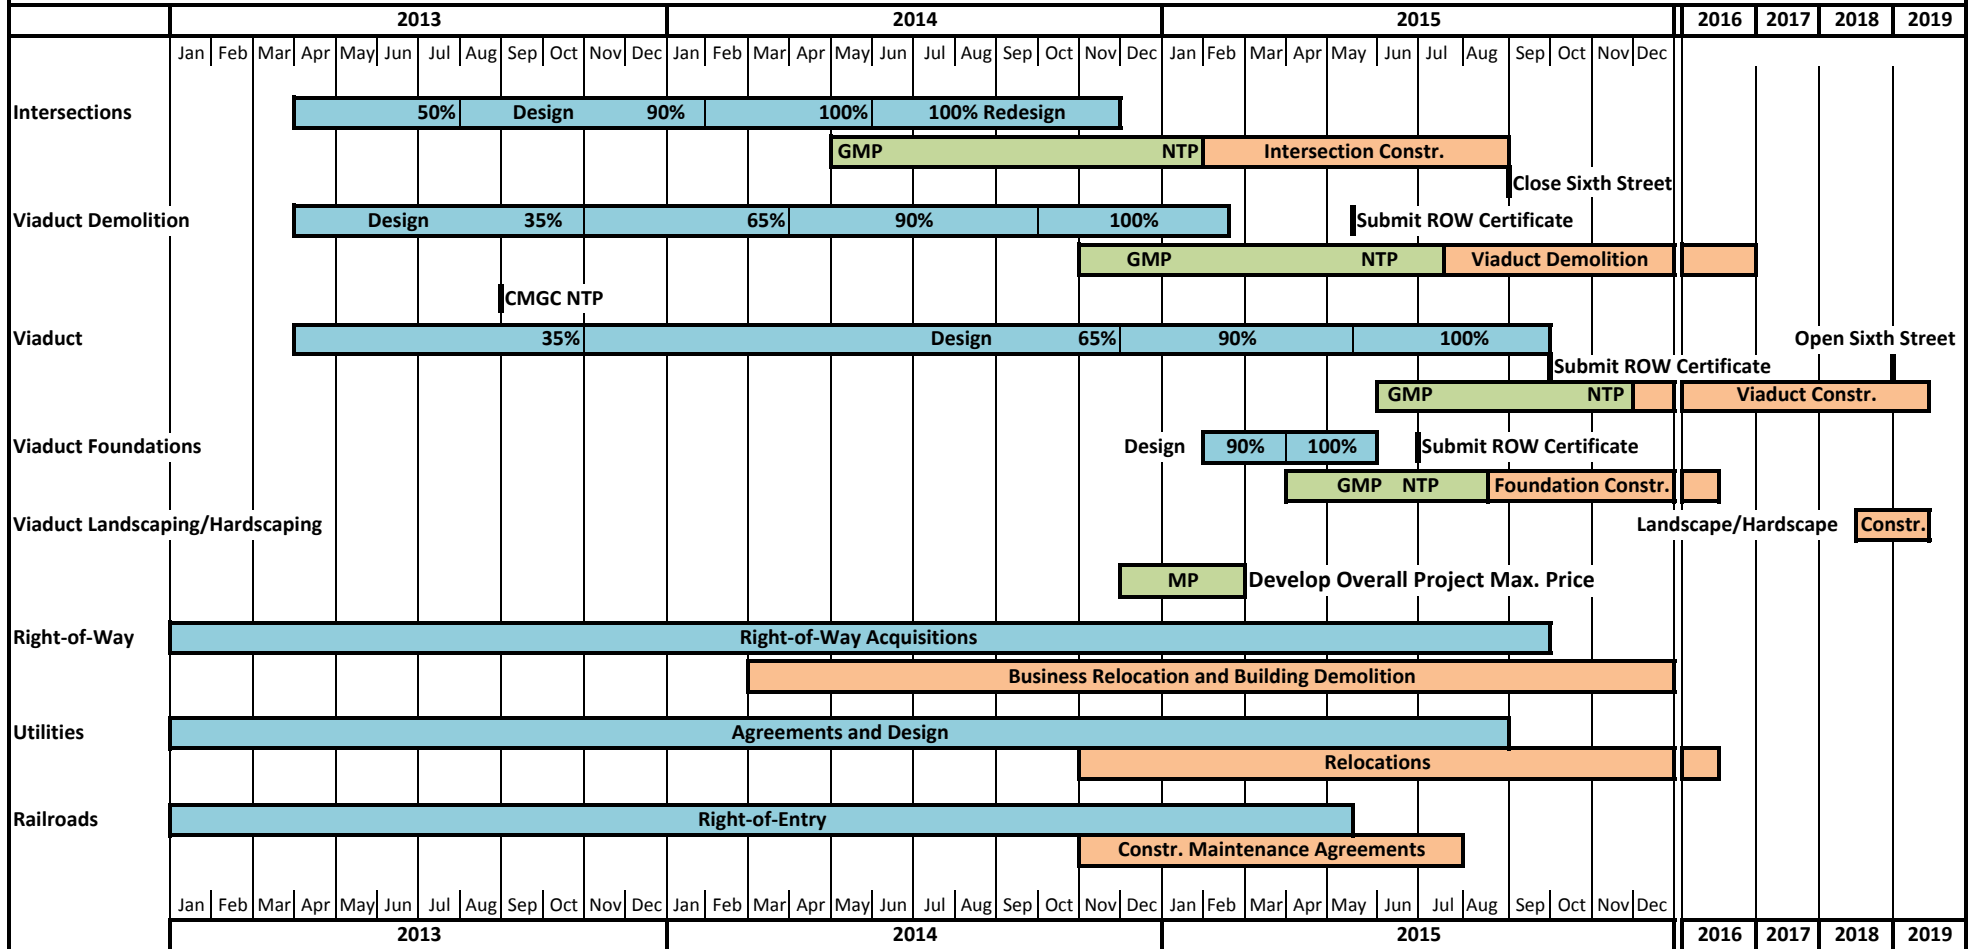 2013 2014 2015 2016 2017 2018 2019
Jan Feb Mar Apr May Jun Jul Aug Sep Oct Nov Dec Jan Feb Mar Apr May Jun Jul Aug Sep Oct Nov Dec Jan Feb Mar Apr May Jun Jul Aug Sep Oct Nov Dec
Intersections 50% Design 90% 100% 100% Redesign
GMP NTP Intersection Constr.
Close Sixth Street
Viaduct Demolition Design 35% 65% 90% 100% Submit ROW Certificate
GMP NTP Viaduct Demolition
CMGC NTP
Viaduct 35% Design 65% 90% 100% Open Sixth Street
Submit ROW Certificate
GMP NTP Viaduct Constr.
Viaduct Foundations Design 90% 100% Submit ROW Certificate
GMP NTP Foundation Constr.
Viaduct Landscaping/Hardscaping Landscape/Hardscape Constr.
MP Develop Overall Project Max. Price
Right-of-Way Right-of-Way Acquisitions
Business Relocation and Building Demolition
Utilities Agreements and Design
Relocations
Railroads Right-of-Entry
Constr. Maintenance Agreements
Jan Feb Mar Apr May Jun Jul Aug Sep Oct Nov Dec Jan Feb Mar Apr May Jun Jul Aug Sep Oct Nov Dec Jan Feb Mar Apr May Jun Jul Aug Sep Oct Nov Dec
2013 2014 2015 2016 2017 2018 2019